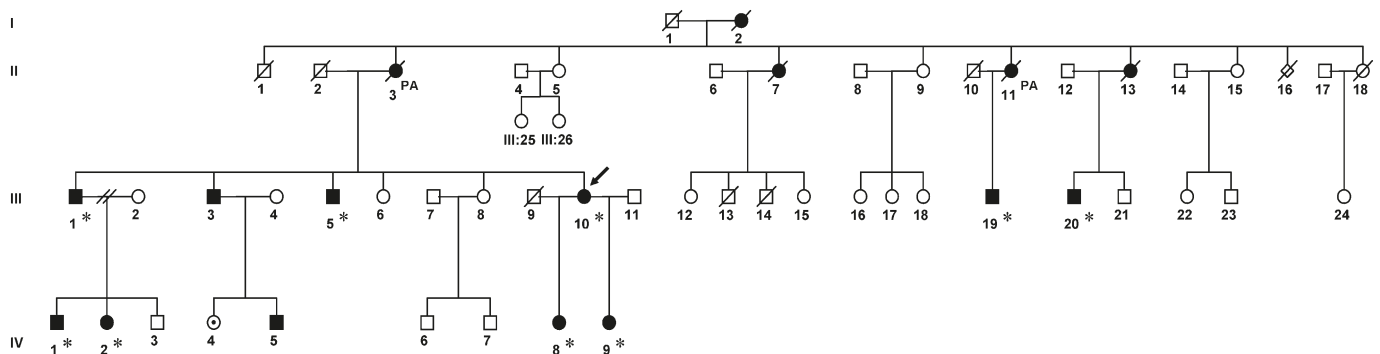 I
1 2
II
1 2 3 PA 4 5 6 7 8 9 10 11 PA 12 13 14 15 16 17 18
III:25 III:26
III
1 * 2 3 4 5 * 6 7 8 9 10 * 11 12 13 14 15 16 17 18 19 * 20 * 21 22 23 24
IV
1 * 2 * 3 4 5 6 7 8 * 9 *